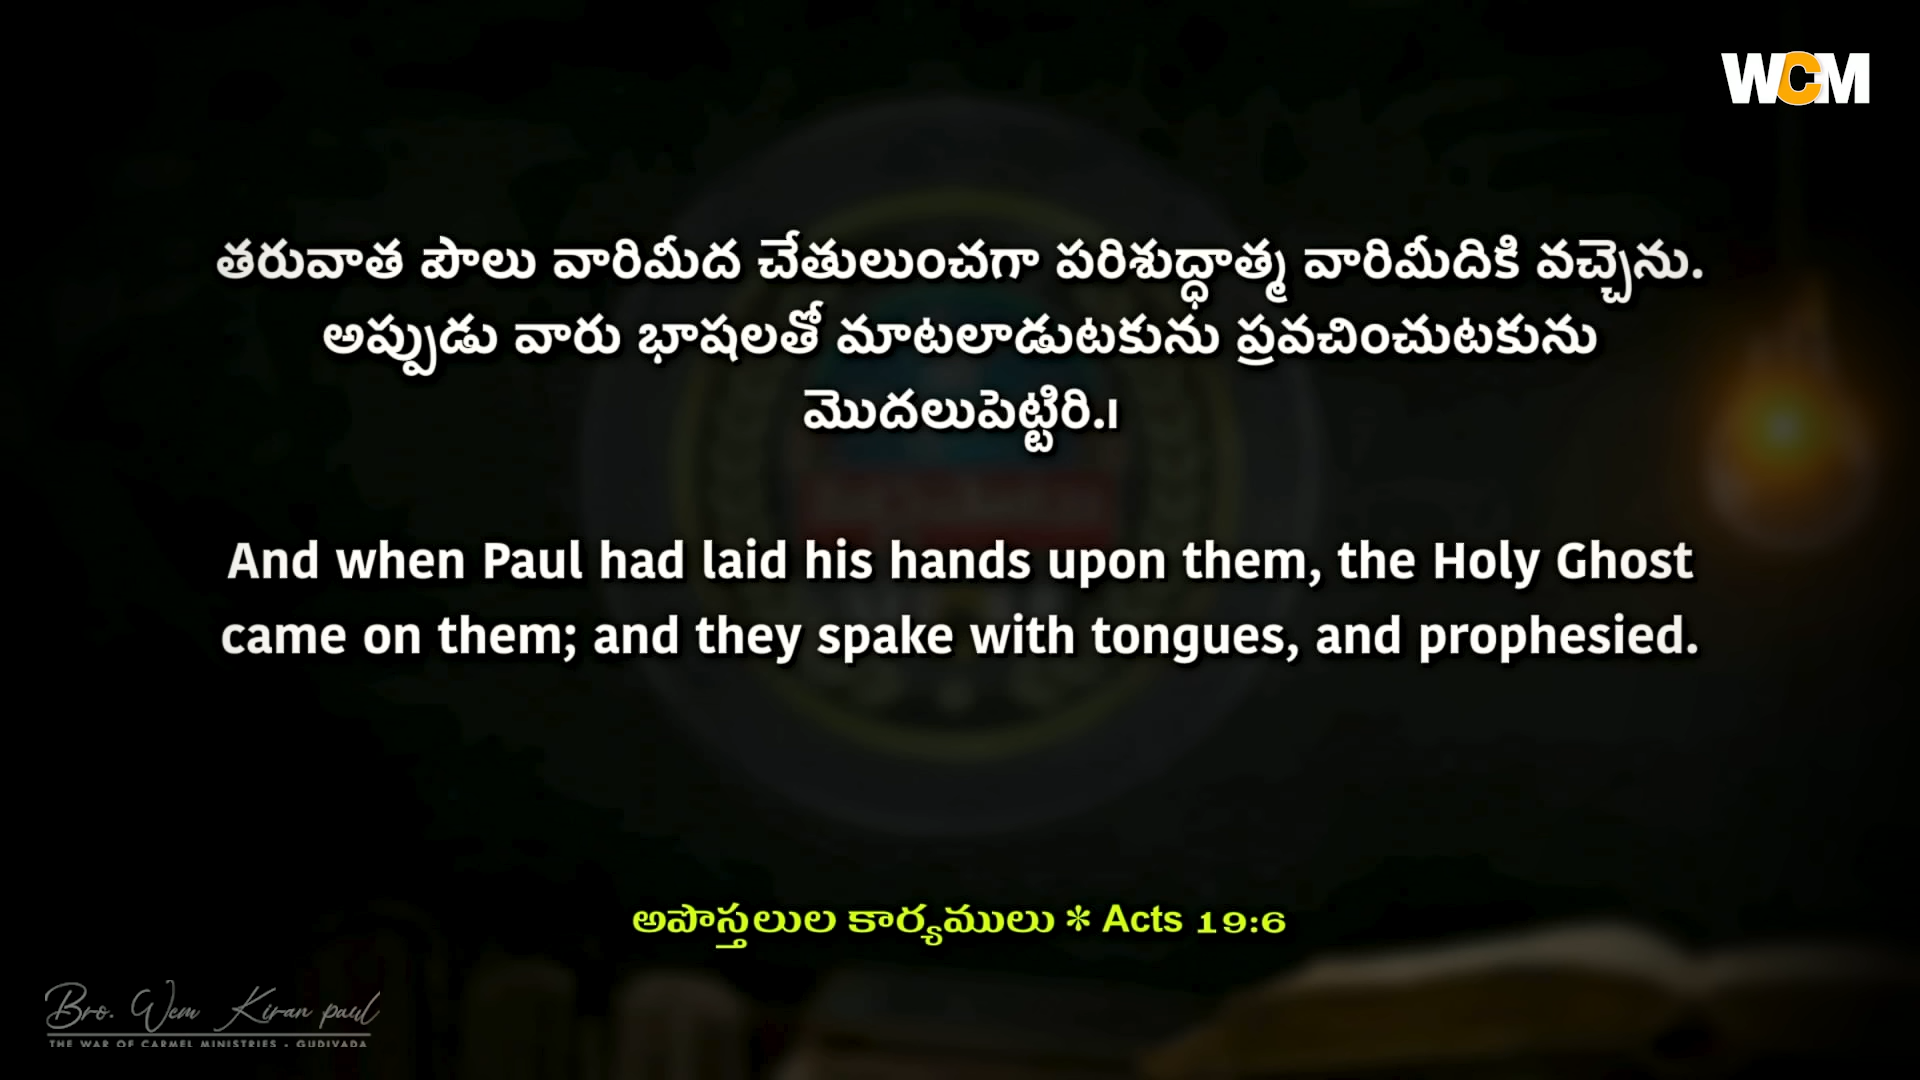 WCM
తరువాత పౌలు వారిమీద చేతులుంచగా పరిశుద్ధాత్మ వారిమీదికి వచ్చెను.
అప్పుడు వారు భాషలతో మాటలాడుటకును ప్రవచించుటకును
మొదలుపెట్టిరి.।
And when Paul had laid his hands upon them, the Holy Ghost
came on them; and they spake with tongues, and prophesied.
అపొస్తలుల కార్యములు * Acts 19:6
Bro. Wem Kiran paul
THE WAR OF CARMEL MINISTRIES - GUDIVADA